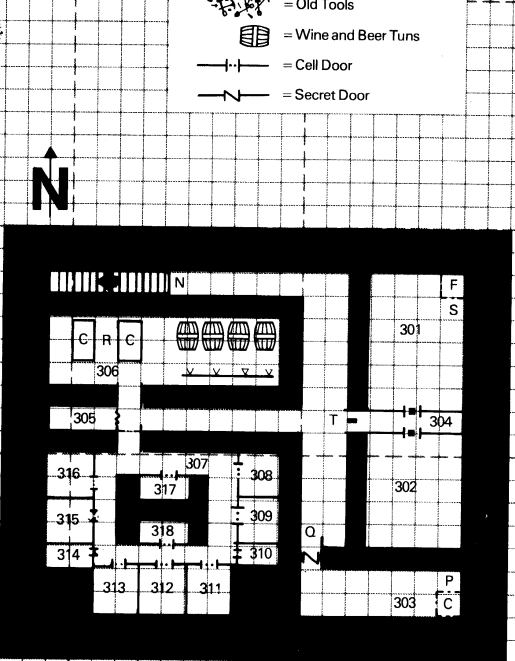 = Old Tools
= Wine and Beer Tuns
= Cell Door
= Secret Door
N
N
F
S
C R C
301
306
305
T
304
307
316
308
317
302
315
309
318
Q
314
310
P
313
312
311
303
C